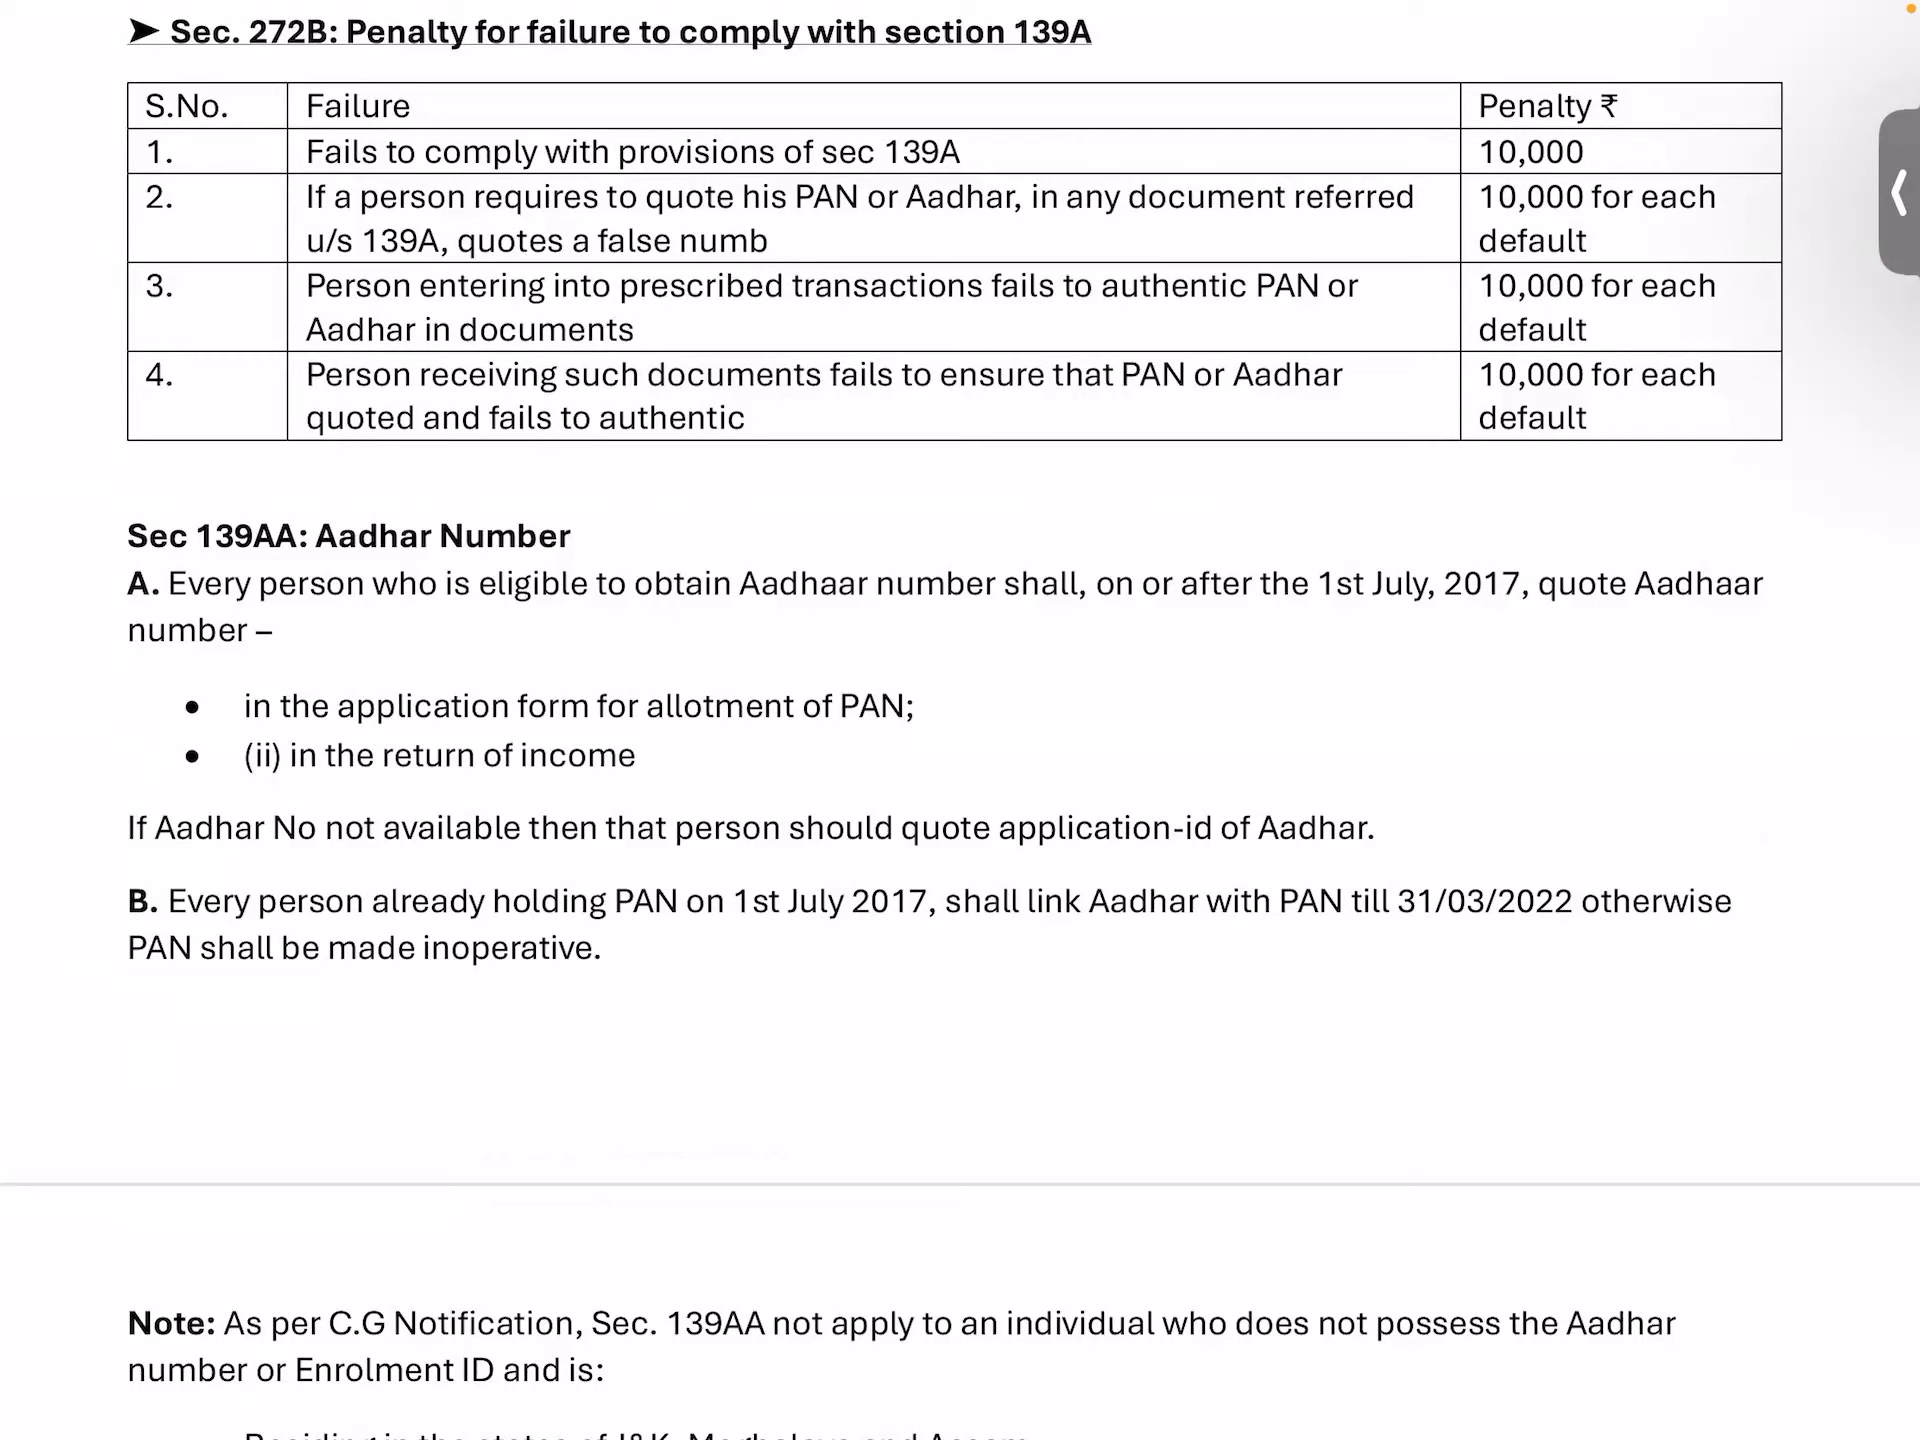 ➤ Sec. 272B: Penalty for failure to comply with section 139A
S.No. Failure Penalty ₹
1. Fails to comply with provisions of sec 139A 10,000
2. If a person requires to quote his PAN or Aadhar, in any document referred 10,000 for each
u/s 139A, quotes a false numb default
3. Person entering into prescribed transactions fails to authentic PAN or 10,000 for each
Aadhar in documents default
4. Person receiving such documents fails to ensure that PAN or Aadhar 10,000 for each
quoted and fails to authentic default
Sec 139AA: Aadhar Number
A. Every person who is eligible to obtain Aadhaar number shall, on or after the 1st July, 2017, quote Aadhaar
number –
• in the application form for allotment of PAN;
• (ii) in the return of income
If Aadhar No not available then that person should quote application-id of Aadhar.
B. Every person already holding PAN on 1st July 2017, shall link Aadhar with PAN till 31/03/2022 otherwise
PAN shall be made inoperative.
Note: As per C.G Notification, Sec. 139AA not apply to an individual who does not possess the Aadhar
number or Enrolment ID and is:
Residing in the states of J&K, Meghalaya and Assam